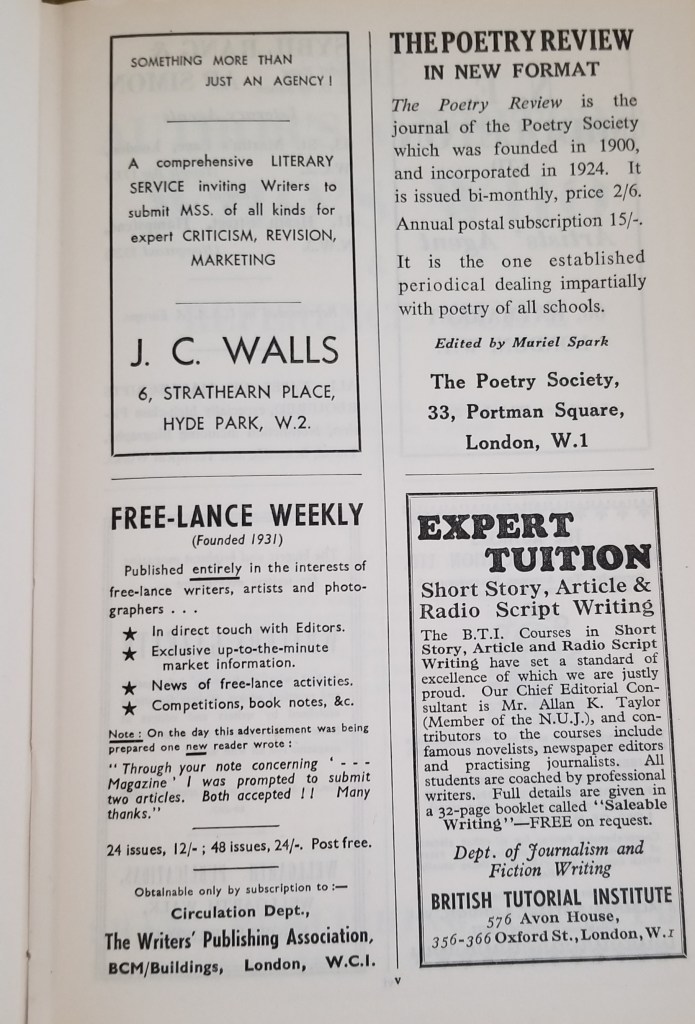 SOMETHING MORE THAN
JUST AN AGENCY!
A comprehensive LITERARY
SERVICE inviting Writers to
submit MSS. of all kinds for
expert CRITICISM, REVISION,
MARKETING
J. C. WALLS
6, STRATHEARN PLACE,
HYDE PARK, W.2.
THE POETRY REVIEW
IN NEW FORMAT
The Poetry Review is the
journal of the Poetry Society
which was founded in 1900,
and incorporated in 1924. It
is issued bi-monthly, price 2/6.
Annual postal subscription 15/-.
It is the one established
periodical dealing impartially
with poetry of all schools.
Edited by Muriel Spark
The Poetry Society,
33, Portman Square,
London, W.1
FREE-LANCE WEEKLY
(Founded 1931)
Published entirely in the interests of
free-lance writers, artists and photo-
graphers . . .
★ In direct touch with Editors.
★ Exclusive up-to-the-minute
market information.
★ News of free-lance activities.
★ Competitions, book notes, &c.
Note: On the day this advertisement was being
prepared one new reader wrote:
"Through your note concerning ' - - -
Magazine' I was prompted to submit
two articles. Both accepted !! Many
thanks."
24 issues, 12/-; 48 issues, 24/-. Post free.
Obtainable only by subscription to:—
Circulation Dept.,
The Writers' Publishing Association,
BCM/Buildings, London, W.C.1.
EXPERT
TUITION
Short Story, Article &
Radio Script Writing
The B.T.I. Courses in Short
Story, Article and Radio Script
Writing have set a standard of
excellence of which we are justly
proud. Our Chief Editorial Con-
sultant is Mr. Allan K. Taylor
(Member of the N.U.J.), and con-
tributors to the courses include
famous novelists, newspaper editors
and practising journalists. All
students are coached by professional
writers. Full details are given in
a 32-page booklet called "Saleable
Writing"—FREE on request.
Dept. of Journalism and
Fiction Writing
BRITISH TUTORIAL INSTITUTE
576 Avon House,
356-366 Oxford St., London, W.1
v